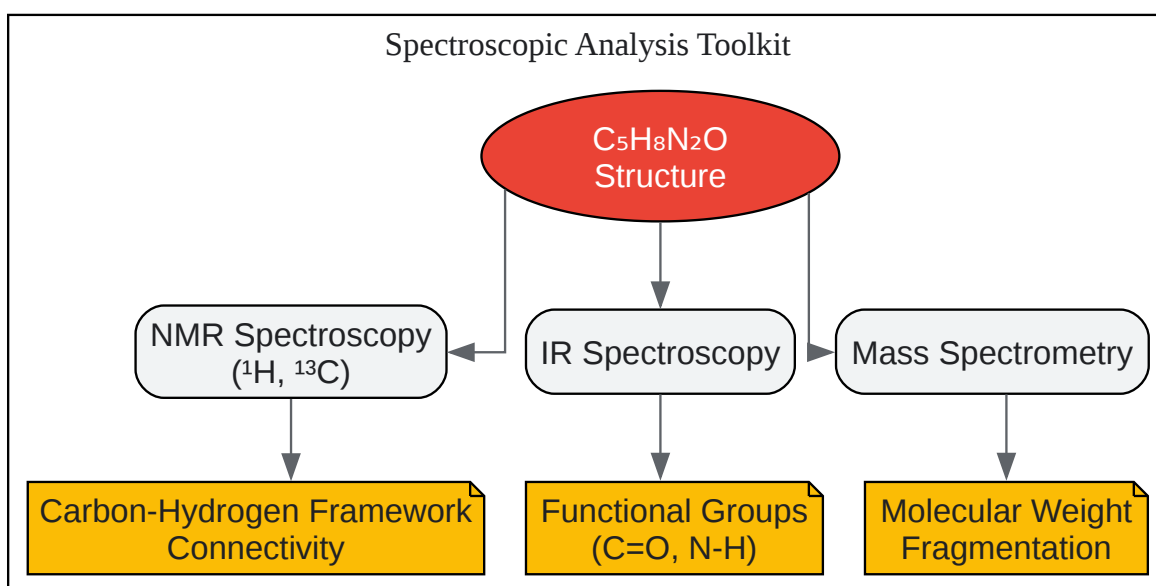 Spectroscopic Analysis Toolkit
C₅H₈N₂O
Structure
NMR Spectroscopy
(¹H, ¹³C)
IR Spectroscopy
Mass Spectrometry
Carbon-Hydrogen Framework
Connectivity
Functional Groups
(C=O, N-H)
Molecular Weight
Fragmentation